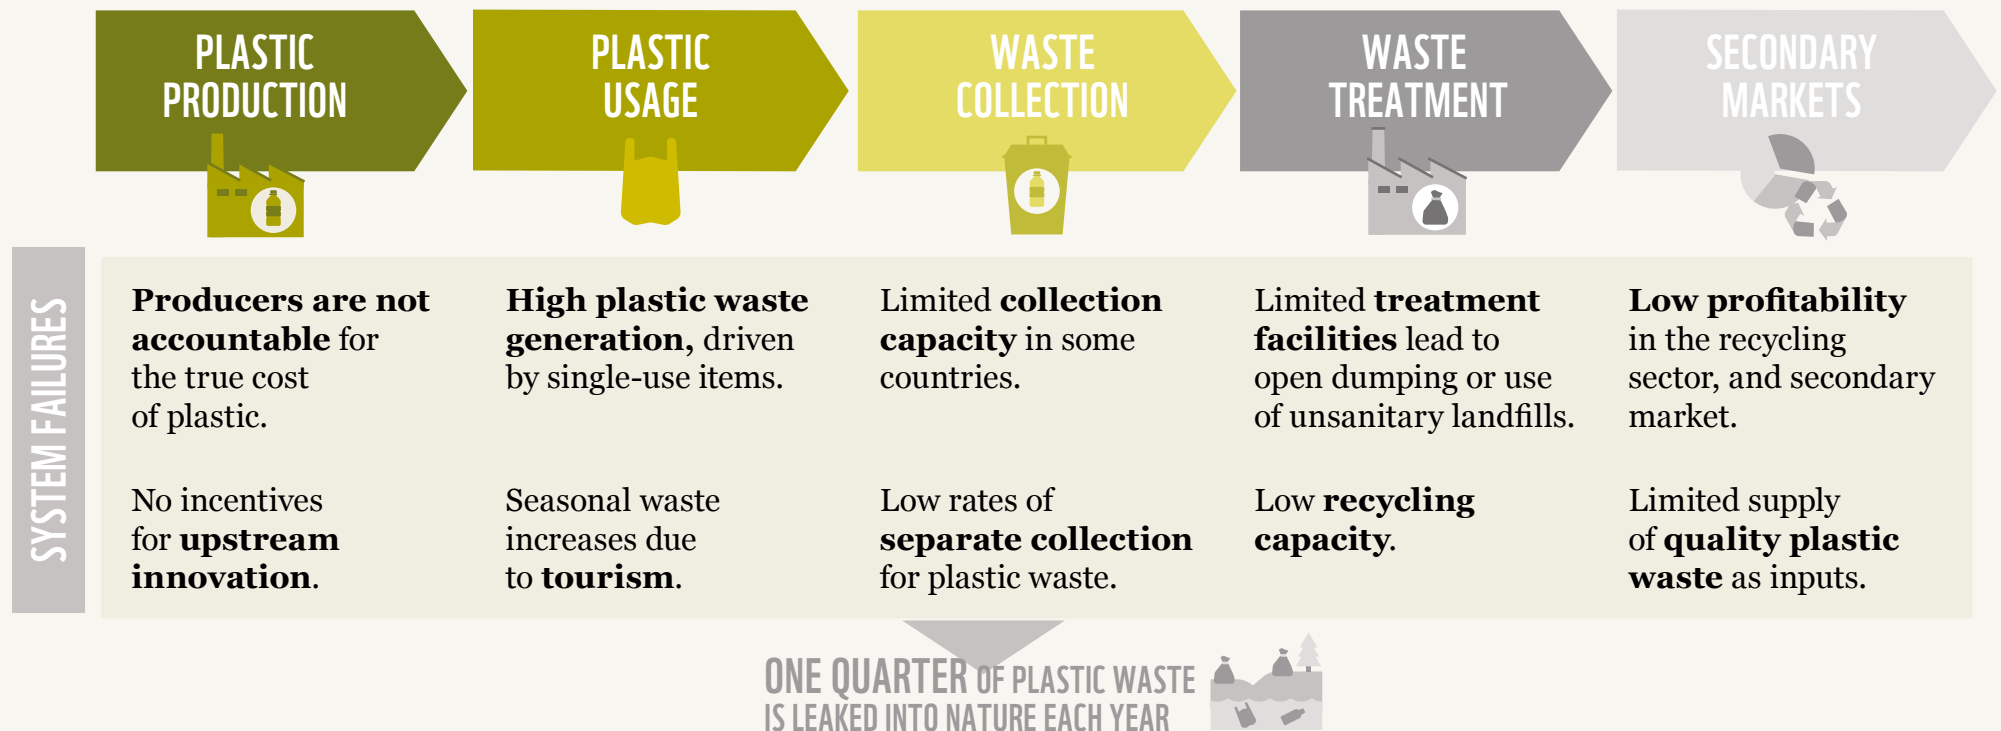 PLASTIC
PRODUCTION
PLASTIC
USAGE
WASTE
COLLECTION
WASTE
TREATMENT
SECONDARY
MARKETS
SYSTEM FAILURES
Producers are not
accountable for
the true cost
of plastic.
No incentives
for upstream
innovation.
High plastic waste
generation, driven
by single-use items.
Seasonal waste
increases due
to tourism.
Limited collection
capacity in some
countries.
Low rates of
separate collection
for plastic waste.
Limited treatment
facilities lead to
open dumping or use
of unsanitary landfills.
Low recycling
capacity.
Low profitability
in the recycling
sector, and secondary
market.
Limited supply
of quality plastic
waste as inputs.
ONE QUARTER OF PLASTIC WASTE
IS LEAKED INTO NATURE EACH YEAR